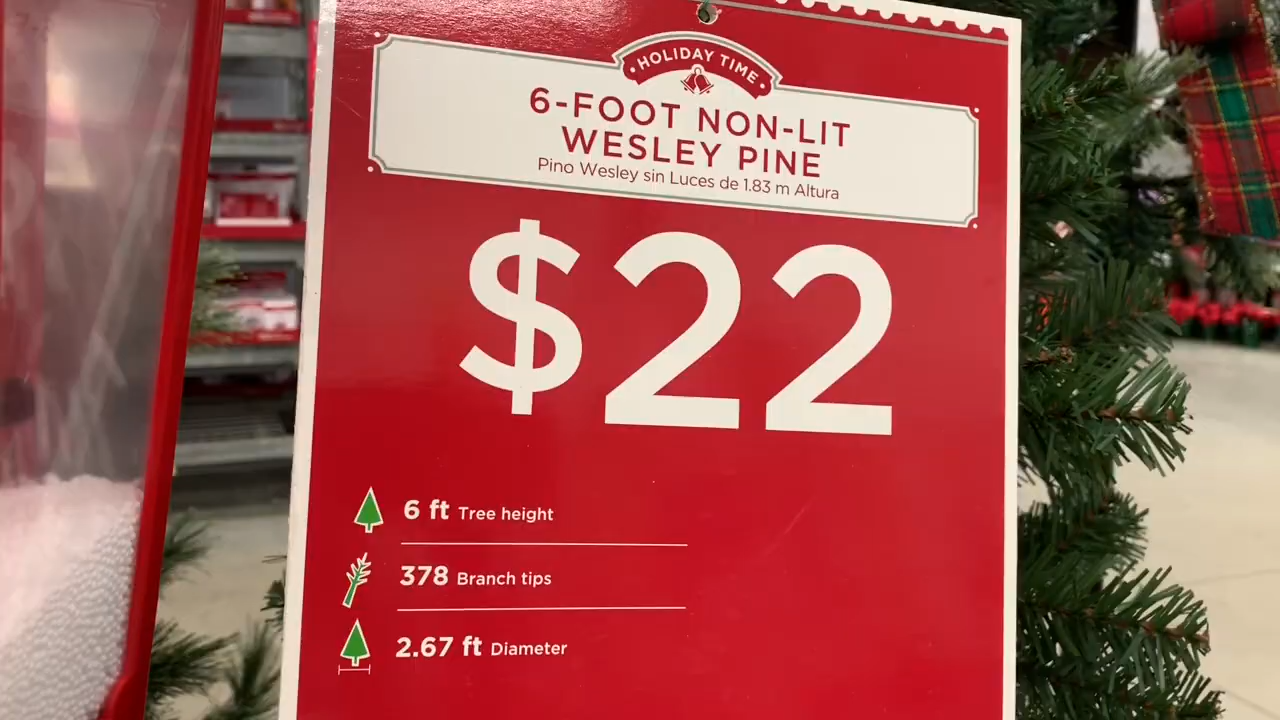 HOLIDAY TIME
6-FOOT NON-LIT
WESLEY PINE
Pino Wesley sin Luces de 1.83 m Altura
$22
6 ft Tree height
378 Branch tips
2.67 ft Diameter